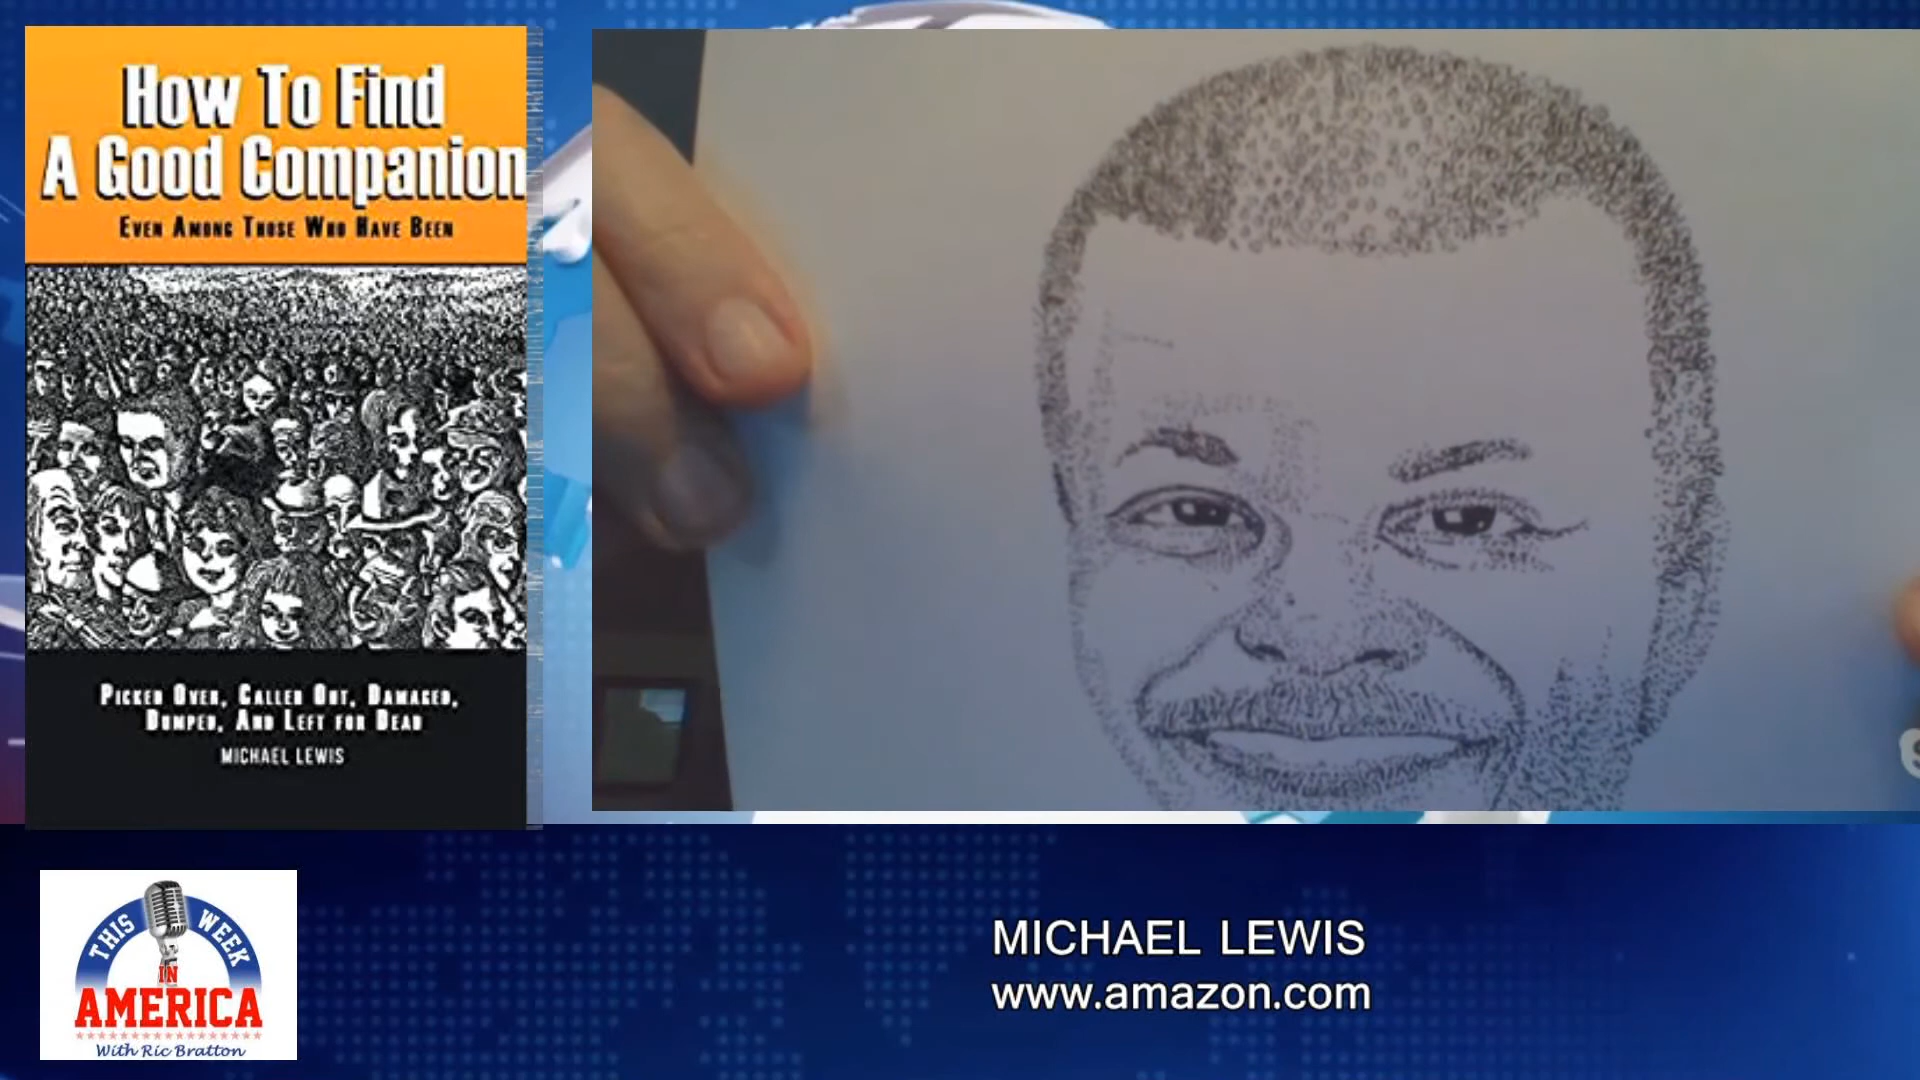 How To Find
A Good Companion
Even Among Those Who Have Been
Picked Over, Called Out, Damaged,
Dumped, And Left for Dead
MICHAEL LEWIS
THIS WEEK
IN
AMERICA
With Ric Bratton
MICHAEL LEWIS
www.amazon.com